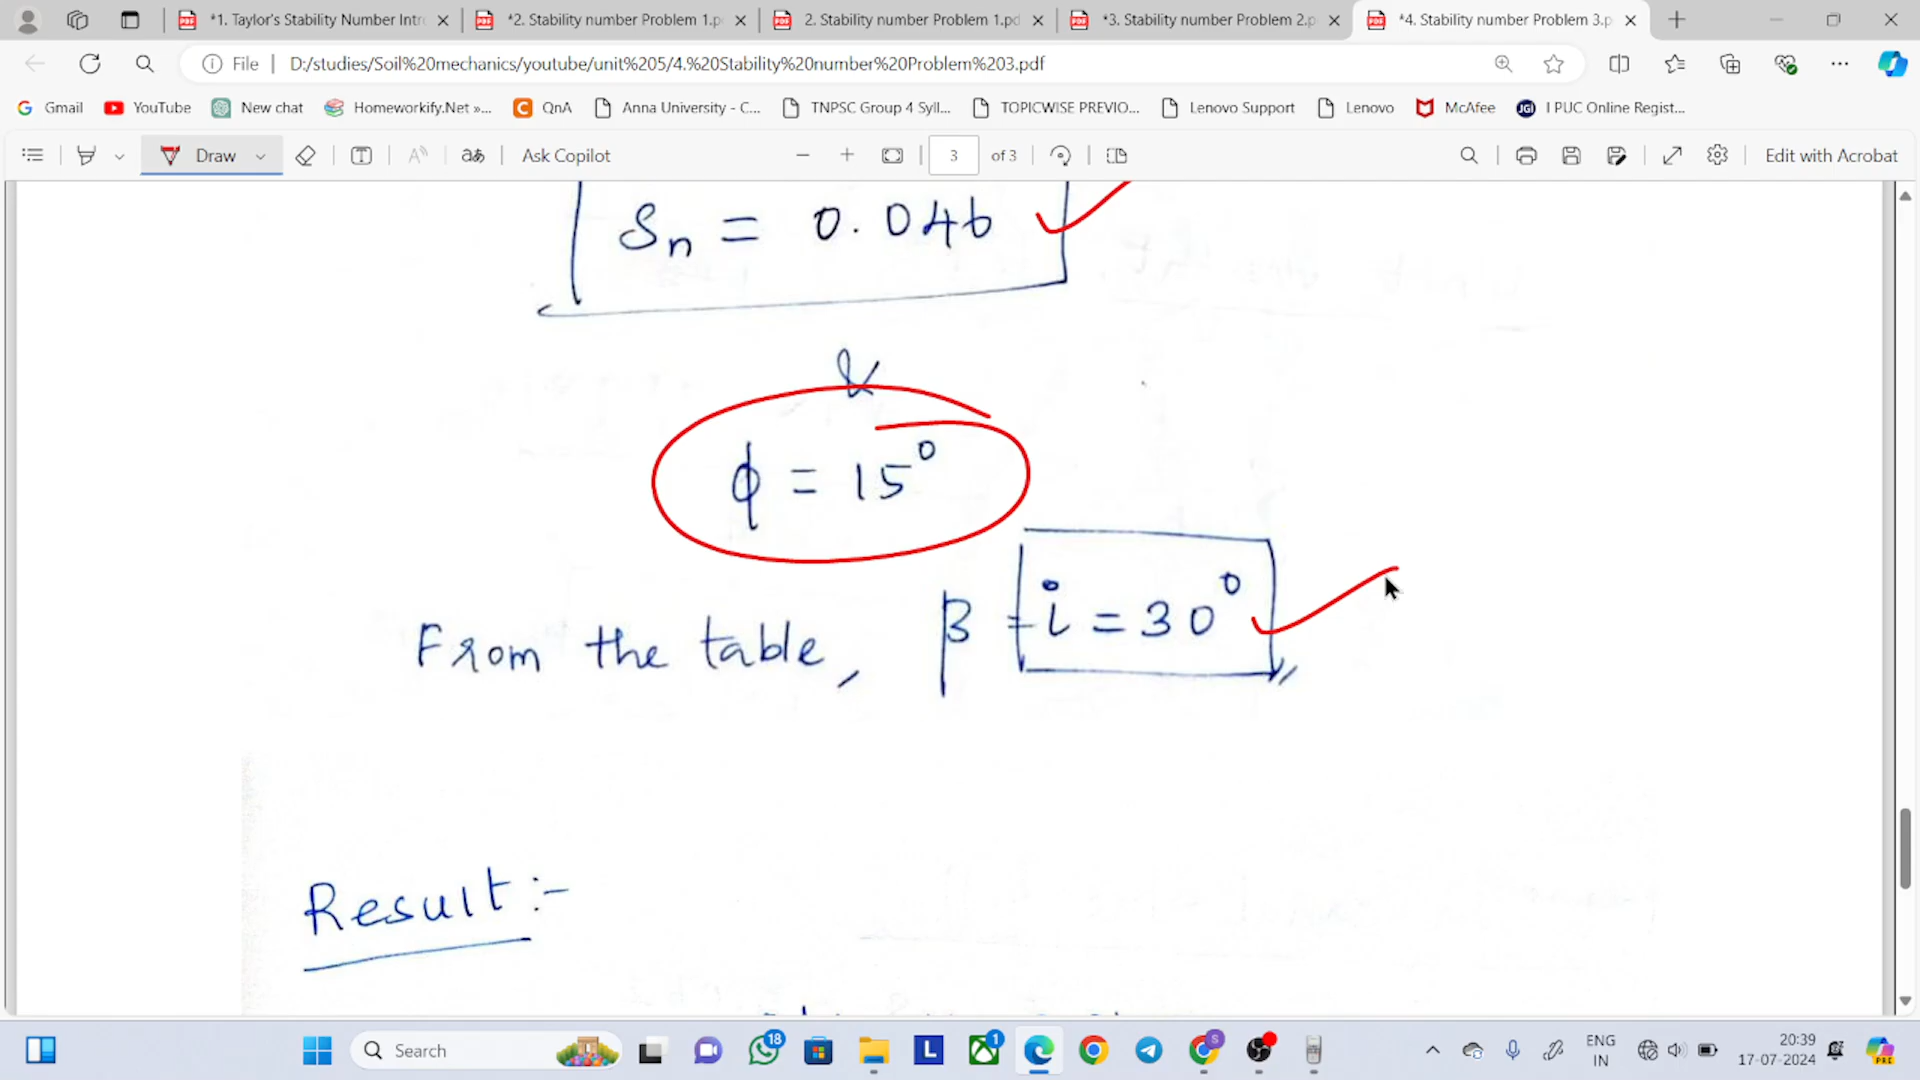 *1. Taylor's Stability Number Intr
*2. Stability number Problem 1.p
2. Stability number Problem 1.pd
*3. Stability number Problem 2.p
*4. Stability number Problem 3.p
File
D:/studies/Soil%20mechanics/youtube/unit%205/4.%20Stability%20number%20Problem%203.pdf
Gmail
YouTube
New chat
Homeworkify.Net »...
QnA
Anna University - C...
TNPSC Group 4 Syll...
TOPICWISE PREVIO...
Lenovo Support
Lenovo
McAfee
I PUC Online Regist...
Draw
aあ
Ask Copilot
3 of 3
Edit with Acrobat
Sn = 0.046
&
ϕ = 15°
From the table, β = i = 30°
Result :-
Search
18
1
ENG
IN
20:39
17-07-2024